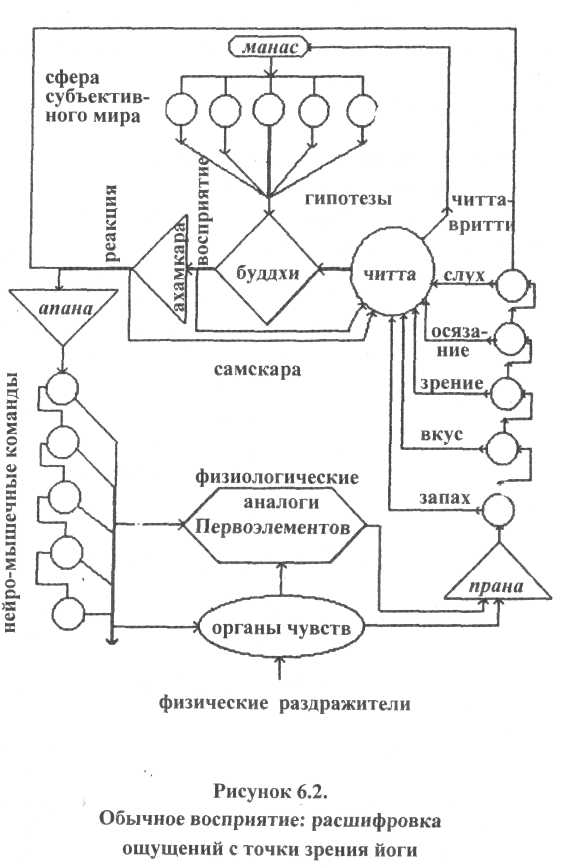 манас
сфера
субъектив-
ного мира
гипотезы
читта-
вритти
реакция
ахамкара
восприятие
буддхи
читта
слух
апана
осяза-
ние
самскара
зрение
вкус
нейро-мышечные команды
физиологические
аналоги
Первоэлементов
запах
прана
органы чувств
физические раздражители
Рисунок 6.2.
Обычное восприятие: расшифровка
ощущений с точки зрения йоги